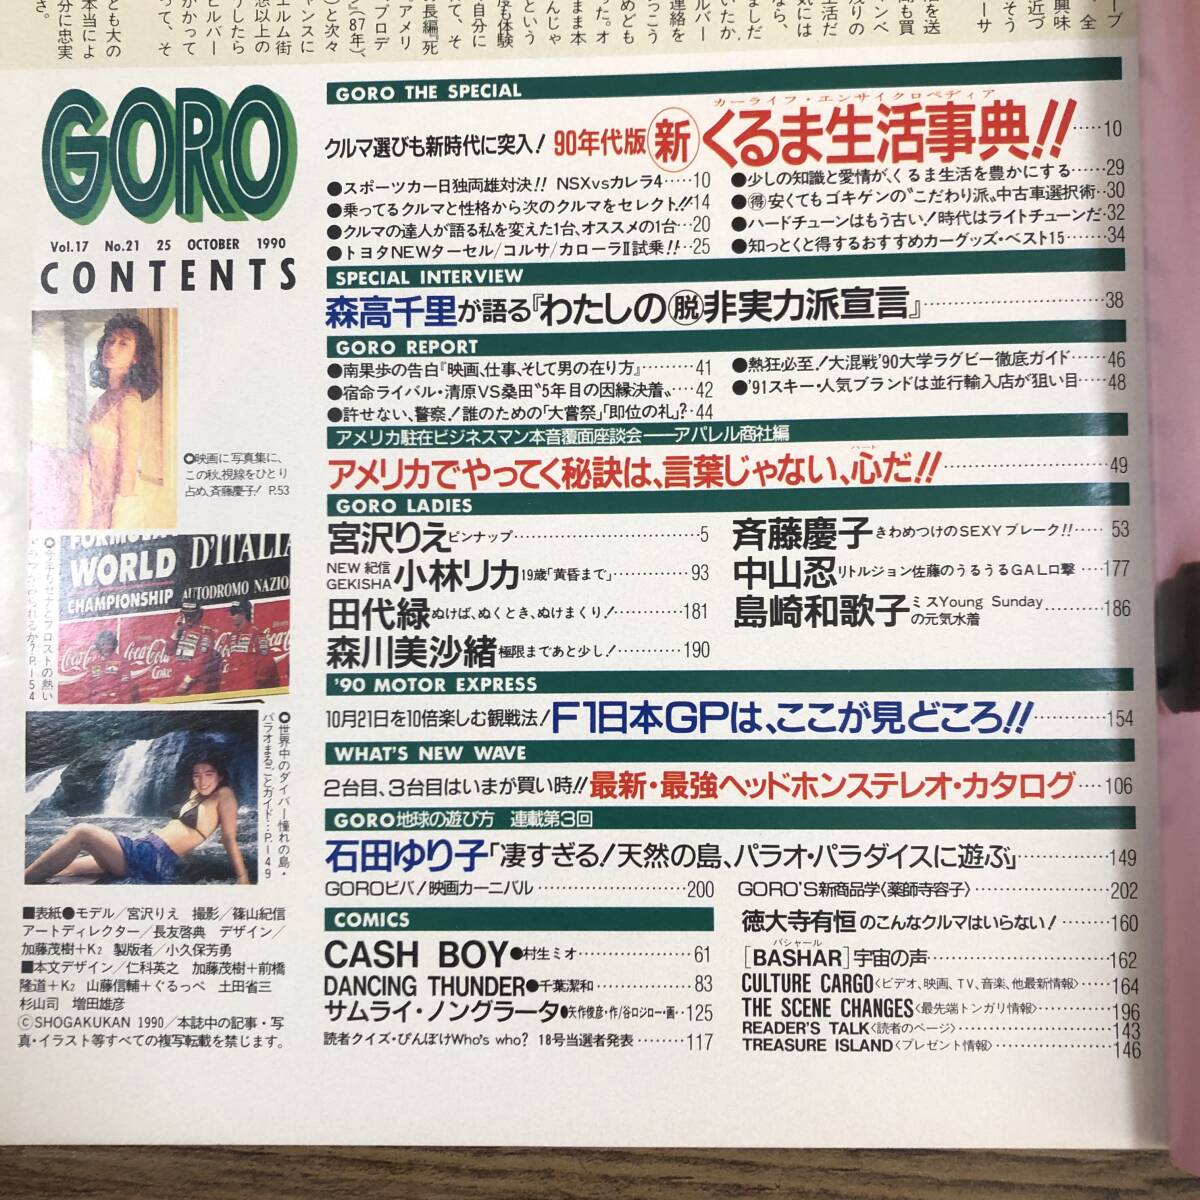 GORO
Vol.17 No.21 25 OCTOBER 1990
CONTENTS
GORO THE SPECIAL
クルマ選びも新時代に突入! 90年代版 新 くるま生活事典!!……10
カーライフ・エンサイクロペディア
●スポーツカー日独両雄対決!! NSXvsカレラ4……10
●乗ってるクルマと性格から次のクルマをセレクト!!14
●クルマの達人が語る私を変えた1台、オススメの1台…20
●トヨタNEWターセル/コルサ/カローラII試乗!!…25
●少しの知識と愛情が、くるま生活を豊かにする……29
●得安くてもゴキゲンの"こだわり派"中古車選択術…30
●ハードチューンはもう古い!時代はライトチューンだ…32
●知っとくと得するおすすめカーグッズ・ベスト15……34
SPECIAL INTERVIEW
森高千里が語る『わたしの脱非実力派宣言』……38
GORO REPORT
●南果歩の告白『映画、仕事、そして男の在り方』……41
●宿命ライバル・清原VS桑田"5年目の因縁決着"……42
●許せない、警察!誰のための「大嘗祭」「即位の礼」?…44
●熱狂必至!大混戦'90大学ラグビー徹底ガイド……46
●'91スキー・人気ブランドは並行輸入店が狙い目……48
アメリカ駐在ビジネスマン本音覆面座談会――アパレル商社編
アメリカでやってく秘訣は、言葉じゃない、心だ!!……49
ハート
GORO LADIES
宮沢りえピンナップ……5
NEW 紀信 GEKISHA 小林リカ 19歳「黄昏まで」……93
田代緑 ぬけば、ぬくとき、ぬけまくり!……181
森川美沙緒 極限まであと少し!……190
斉藤慶子 きわめつけのSEXYブレーク!!……53
中山忍 リトルジョン佐藤のうるうるGAL口撃……177
島崎和歌子 ミスYoung Sundayの元気水着……186
'90 MOTOR EXPRESS
10月21日を10倍楽しむ観戦法! F1日本GPは、ここが見どころ!!……154
WHAT'S NEW WAVE
2台目、3台目はいまが買い時!! 最新・最強ヘッドホンステレオ・カタログ……106
GORO地球の遊び方 連載第3回
石田ゆり子「凄すぎる!天然の島、パラオ・パラダイスに遊ぶ」……149
GOROビバ!映画カーニバル……200
GORO'S新商品学〈薬師寺容子〉……202
COMICS
CASH BOY●村生ミオ……61
DANCING THUNDER●千葉潔和……83
サムライ・ノングラータ●矢作俊彦・作/谷口ジロー・画…125
読者クイズ・びんぼけWho's who? 18号当選者発表……117
徳大寺有恒のこんなクルマはいらない!……160
バシャール
[BASHAR]宇宙の声……162
CULTURE CARGO〈ビデオ、映画、TV、音楽、他最新情報〉……164
THE SCENE CHANGES〈最先端トンガリ情報〉……196
READER'S TALK〈読者のページ〉……143
TREASURE ISLAND〈プレゼント情報〉……146
●映画に写真集に、
この秋、視線をひとり
占め、斉藤慶子! P.53
WORLD
CHAMPIONSHIP
D'ITALIA
AUTODROMO NAZIO
Coca-Cola
Coke
●世界中のダイバー憧れの島・
パラオまるごとガイド…P.149
■表紙●モデル/宮沢りえ 撮影/篠山紀信
アートディレクター/長友啓典 デザイン/
加藤茂樹+K2 製版者/小久保芳勇
■本文デザイン/仁科英之 加藤茂樹+前橋
隆道+K2 山藤信輔+ぐるっぺ 土田省三
杉山司 増田雄彦
©SHOGAKUKAN 1990/本誌中の記事・写
真・イラスト等すべての複写転載を禁じます。